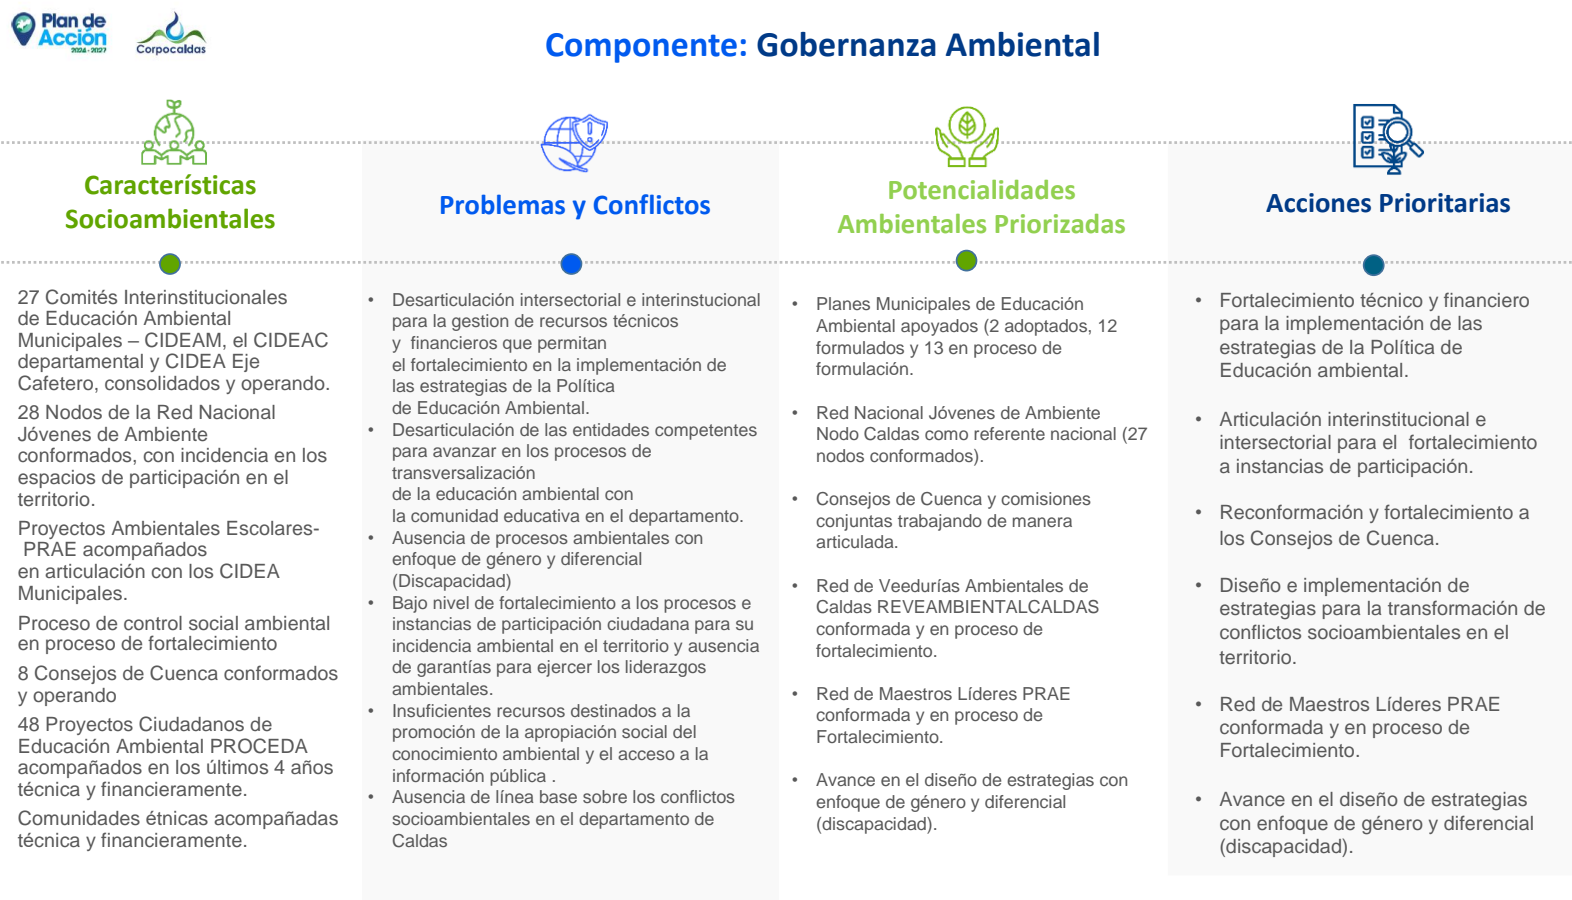 Plan de
Acción
2024 - 2027
Corpocaldas
Componente: Gobernanza Ambiental
Características
Socioambientales
27 Comités Interinstitucionales
de Educación Ambiental
Municipales – CIDEAM, el CIDEAC
departamental y CIDEA Eje
Cafetero, consolidados y operando.
28 Nodos de la Red Nacional
Jóvenes de Ambiente
conformados, con incidencia en los
espacios de participación en el
territorio.
Proyectos Ambientales Escolares-
PRAE acompañados
en articulación con los CIDEA
Municipales.
Proceso de control social ambiental
en proceso de fortalecimiento
8 Consejos de Cuenca conformados
y operando
48 Proyectos Ciudadanos de
Educación Ambiental PROCEDA
acompañados en los últimos 4 años
técnica y financieramente.
Comunidades étnicas acompañadas
técnica y financieramente.
Problemas y Conflictos
• Desarticulación intersectorial e interinstucional
para la gestion de recursos técnicos
y financieros que permitan
el fortalecimiento en la implementación de
las estrategias de la Política
de Educación Ambiental.
• Desarticulación de las entidades competentes
para avanzar en los procesos de
transversalización
de la educación ambiental con
la comunidad educativa en el departamento.
• Ausencia de procesos ambientales con
enfoque de género y diferencial
(Discapacidad)
• Bajo nivel de fortalecimiento a los procesos e
instancias de participación ciudadana para su
incidencia ambiental en el territorio y ausencia
de garantías para ejercer los liderazgos
ambientales.
• Insuficientes recursos destinados a la
promoción de la apropiación social del
conocimiento ambiental y el acceso a la
información pública .
• Ausencia de línea base sobre los conflictos
socioambientales en el departamento de
Caldas
Potencialidades
Ambientales Priorizadas
• Planes Municipales de Educación
Ambiental apoyados (2 adoptados, 12
formulados y 13 en proceso de
formulación.
• Red Nacional Jóvenes de Ambiente
Nodo Caldas como referente nacional (27
nodos conformados).
• Consejos de Cuenca y comisiones
conjuntas trabajando de manera
articulada.
• Red de Veedurías Ambientales de
Caldas REVEAMBIENTALCALDAS
conformada y en proceso de
fortalecimiento.
• Red de Maestros Líderes PRAE
conformada y en proceso de
Fortalecimiento.
• Avance en el diseño de estrategias con
enfoque de género y diferencial
(discapacidad).
Acciones Prioritarias
• Fortalecimiento técnico y financiero
para la implementación de las
estrategias de la Política de
Educación ambiental.
• Articulación interinstitucional e
intersectorial para el fortalecimiento
a instancias de participación.
• Reconformación y fortalecimiento a
los Consejos de Cuenca.
• Diseño e implementación de
estrategias para la transformación de
conflictos socioambientales en el
territorio.
• Red de Maestros Líderes PRAE
conformada y en proceso de
Fortalecimiento.
• Avance en el diseño de estrategias
con enfoque de género y diferencial
(discapacidad).